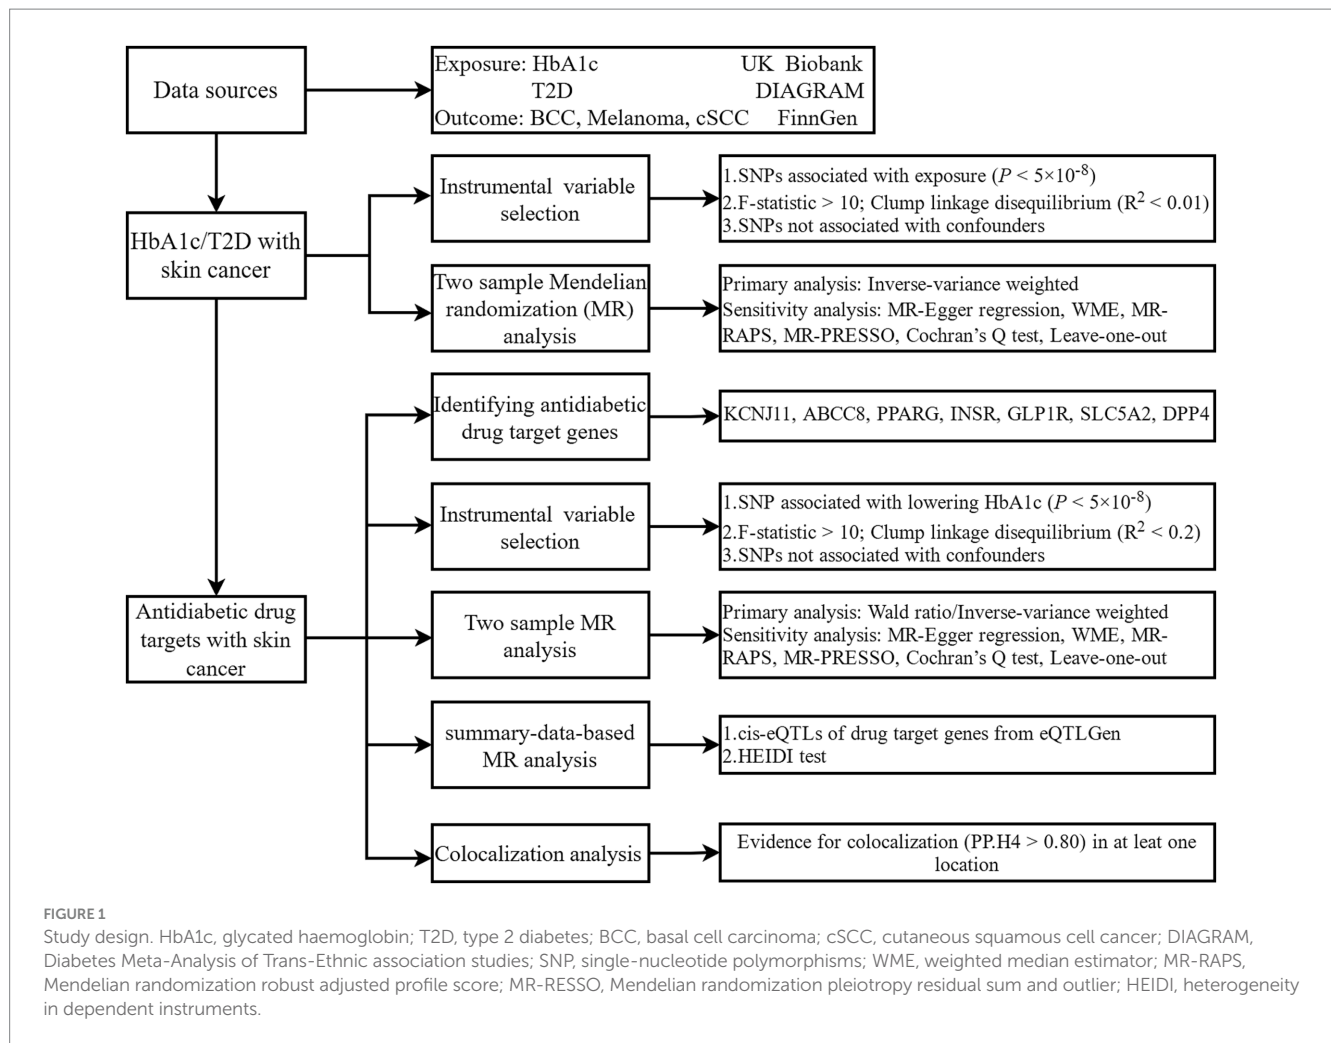 Data sources
Exposure: HbA1c UK Biobank
T2D DIAGRAM
Outcome: BCC, Melanoma, cSCC FinnGen
HbA1c/T2D with
skin cancer
Instrumental variable
selection
1.SNPs associated with exposure (P < 5×10-8)
2.F-statistic > 10; Clump linkage disequilibrium (R2 < 0.01)
3.SNPs not associated with confounders
Two sample Mendelian
randomization (MR)
analysis
Primary analysis: Inverse-variance weighted
Sensitivity analysis: MR-Egger regression, WME, MR-
RAPS, MR-PRESSO, Cochran’s Q test, Leave-one-out
Antidiabetic drug
targets with skin
cancer
Identifying antidiabetic
drug target genes
KCNJ11, ABCC8, PPARG, INSR, GLP1R, SLC5A2, DPP4
Instrumental variable
selection
1.SNP associated with lowering HbA1c (P < 5×10-8)
2.F-statistic > 10; Clump linkage disequilibrium (R2 < 0.2)
3.SNPs not associated with confounders
Two sample MR
analysis
Primary analysis: Wald ratio/Inverse-variance weighted
Sensitivity analysis: MR-Egger regression, WME, MR-
RAPS, MR-PRESSO, Cochran’s Q test, Leave-one-out
summary-data-based
MR analysis
1.cis-eQTLs of drug target genes from eQTLGen
2.HEIDI test
Colocalization analysis
Evidence for colocalization (PP.H4 > 0.80) in at leat one
location
FIGURE 1
Study design. HbA1c, glycated haemoglobin; T2D, type 2 diabetes; BCC, basal cell carcinoma; cSCC, cutaneous squamous cell cancer; DIAGRAM,
Diabetes Meta-Analysis of Trans-Ethnic association studies; SNP, single-nucleotide polymorphisms; WME, weighted median estimator; MR-RAPS,
Mendelian randomization robust adjusted profile score; MR-RESSO, Mendelian randomization pleiotropy residual sum and outlier; HEIDI, heterogeneity
in dependent instruments.